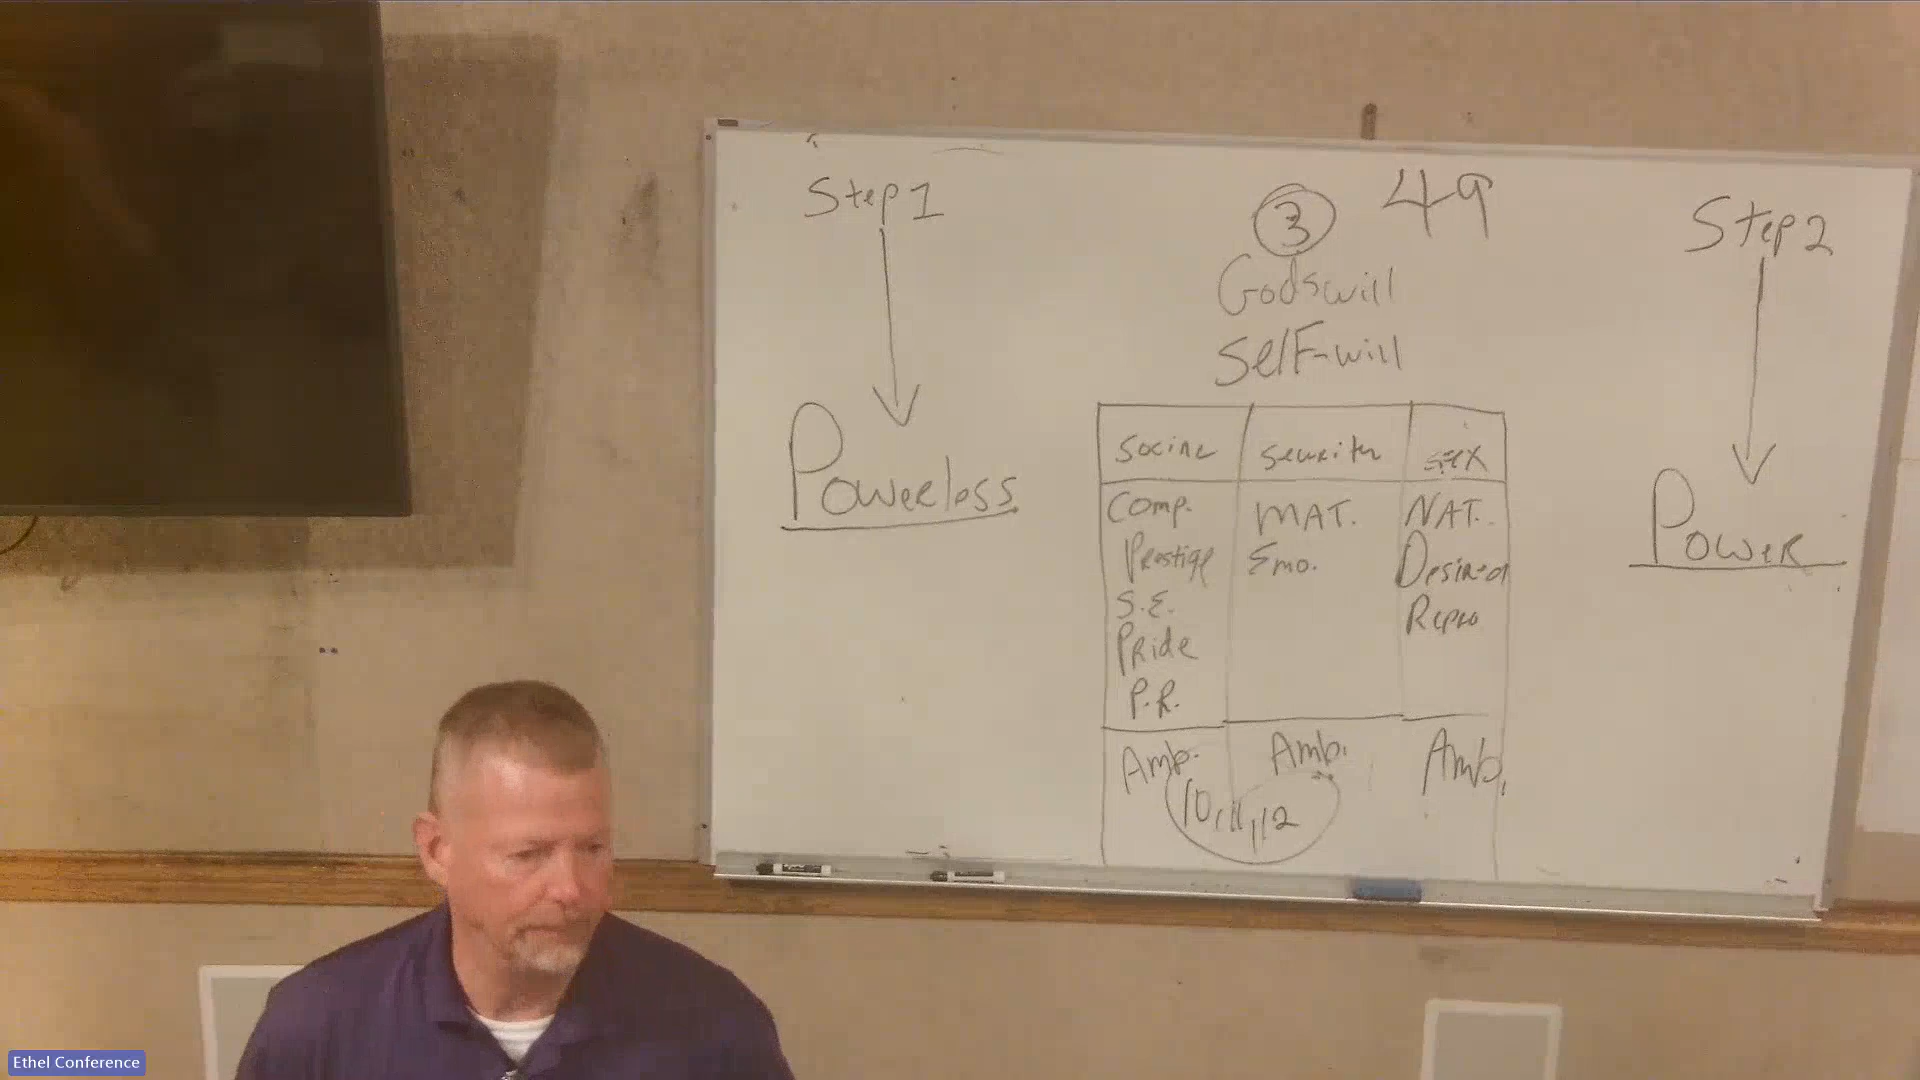 Step 1
Powerless
③ 49
Godswill
Self-will
Social Security sex
Comp.
Prestige
S.E.
Pride
P.R.
MAT.
Emo.
NAT.
Repro
Amb. Amb. Amb.
10, 11, 12
Step 2
Power
Ethel Conference